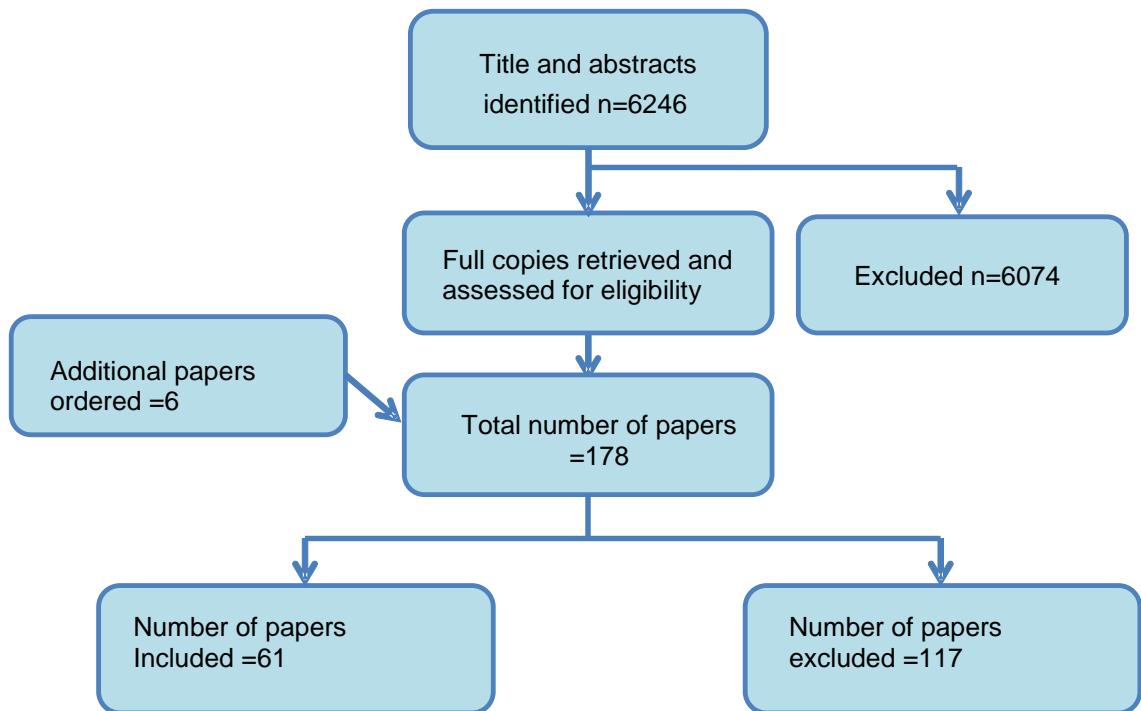 Title and abstracts
identified n=6246
Full copies retrieved and
assessed for eligibility
Excluded n=6074
Additional papers
ordered =6
Total number of papers
=178
Number of papers
Included =61
Number of papers
excluded =117